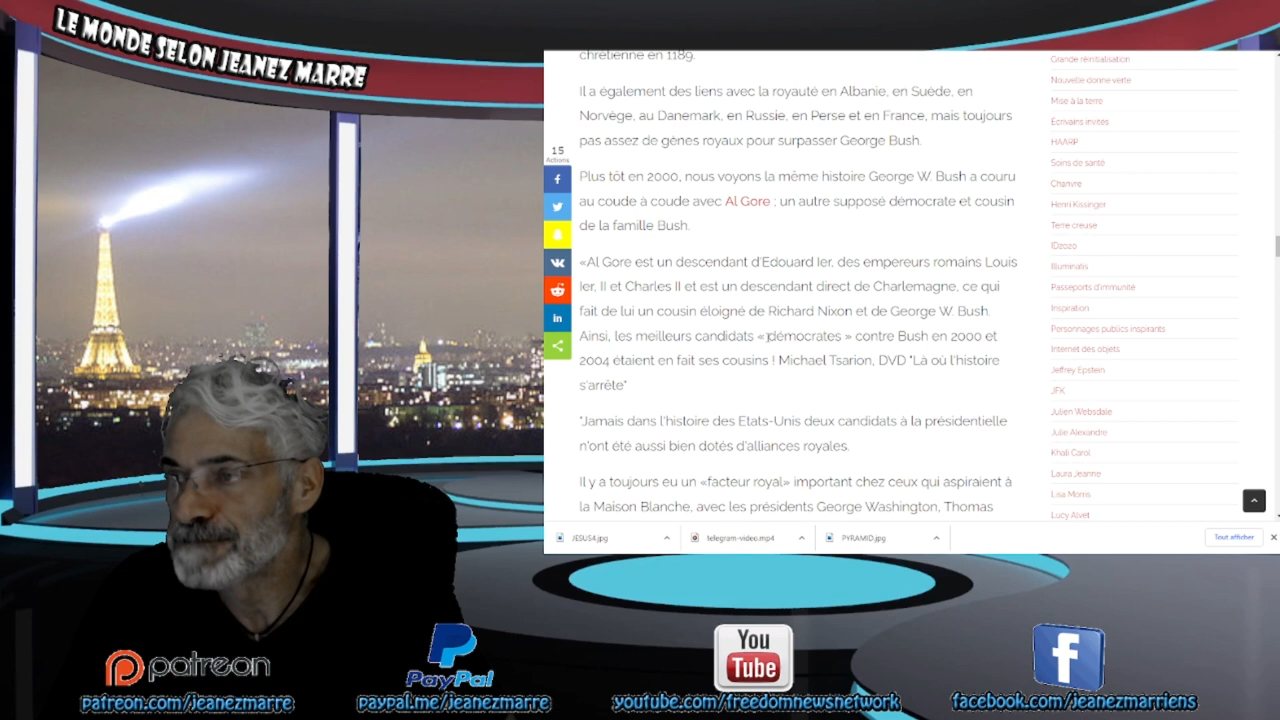 LE MONDE SELON JEANEZ MARRE
chrétienne en 1189.
Il a également des liens avec la royauté en Albanie, en Suède, en
Norvège, au Danemark, en Russie, en Perse et en France, mais toujours
pas assez de gènes royaux pour surpasser George Bush.
Plus tôt en 2000, nous voyons la même histoire George W. Bush a couru
au coude à coude avec Al Gore ; un autre supposé démocrate et cousin
de la famille Bush.
«Al Gore est un descendant d'Edouard Ier, des empereurs romains Louis
Ier, II et Charles II et est un descendant direct de Charlemagne, ce qui
fait de lui un cousin éloigné de Richard Nixon et de George W. Bush.
Ainsi, les meilleurs candidats « démocrates » contre Bush en 2000 et
2004 étaient en fait ses cousins ! Michael Tsarion, DVD "Là où l'histoire
s'arrête"
"Jamais dans l'histoire des Etats-Unis deux candidats à la présidentielle
n'ont été aussi bien dotés d'alliances royales.
Il y a toujours eu un «facteur royal» important chez ceux qui aspiraient à
la Maison Blanche, avec les présidents George Washington, Thomas
15
Actions
Grande réinitialisation
Nouvelle donne verte
Mise à la terre
Écrivains invités
HAARP
Soins de santé
Chanvre
Henri Kissinger
Terre creuse
ID2020
Illuminatis
Passeports d'immunité
Inspiration
Personnages publics inspirants
Internet des objets
Jeffrey Epstein
JFK
Julien Websdale
Julie Alexandre
Khali Carol
Laura Jeanne
Lisa Morris
Lucy Alvet
JESUS4.jpg
telegram-video.mp4
PYRAMID.jpg
Tout afficher
patreon
PayPal
You
Tube
patreon.com/jeanezmarre
paypal.me/jeanezmarre
youtube.com/freedomnewsnetwork
facebook.com/jeanezmarriens